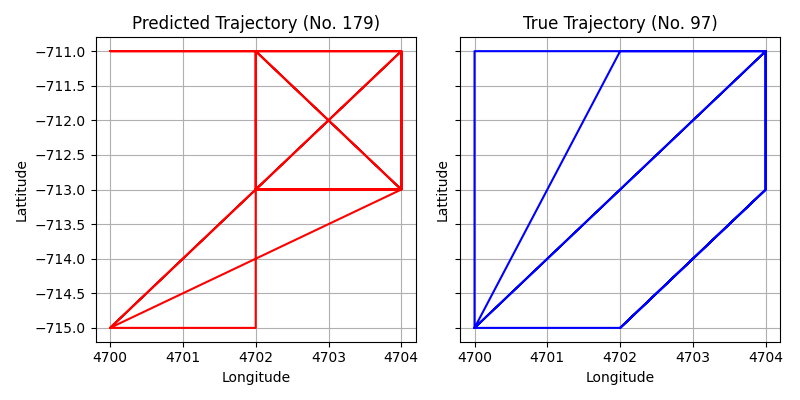 Predicted Trajectory (No. 179)
True Trajectory (No. 97)
−711.0
−711.5
−712.0
−712.5
−713.0
−713.5
−714.0
−714.5
−715.0
Lattitude
Lattitude
4700 4701 4702 4703 4704
4700 4701 4702 4703 4704
Longitude
Longitude